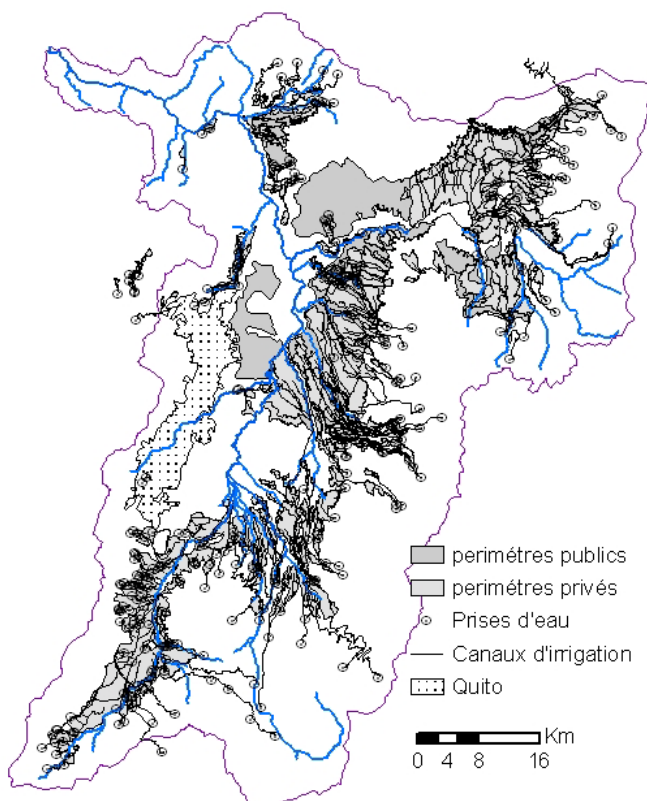 perimétres publics
perimétres privés
Prises d'eau
Canaux d'irrigation
Quito
Km
0 4 8 16